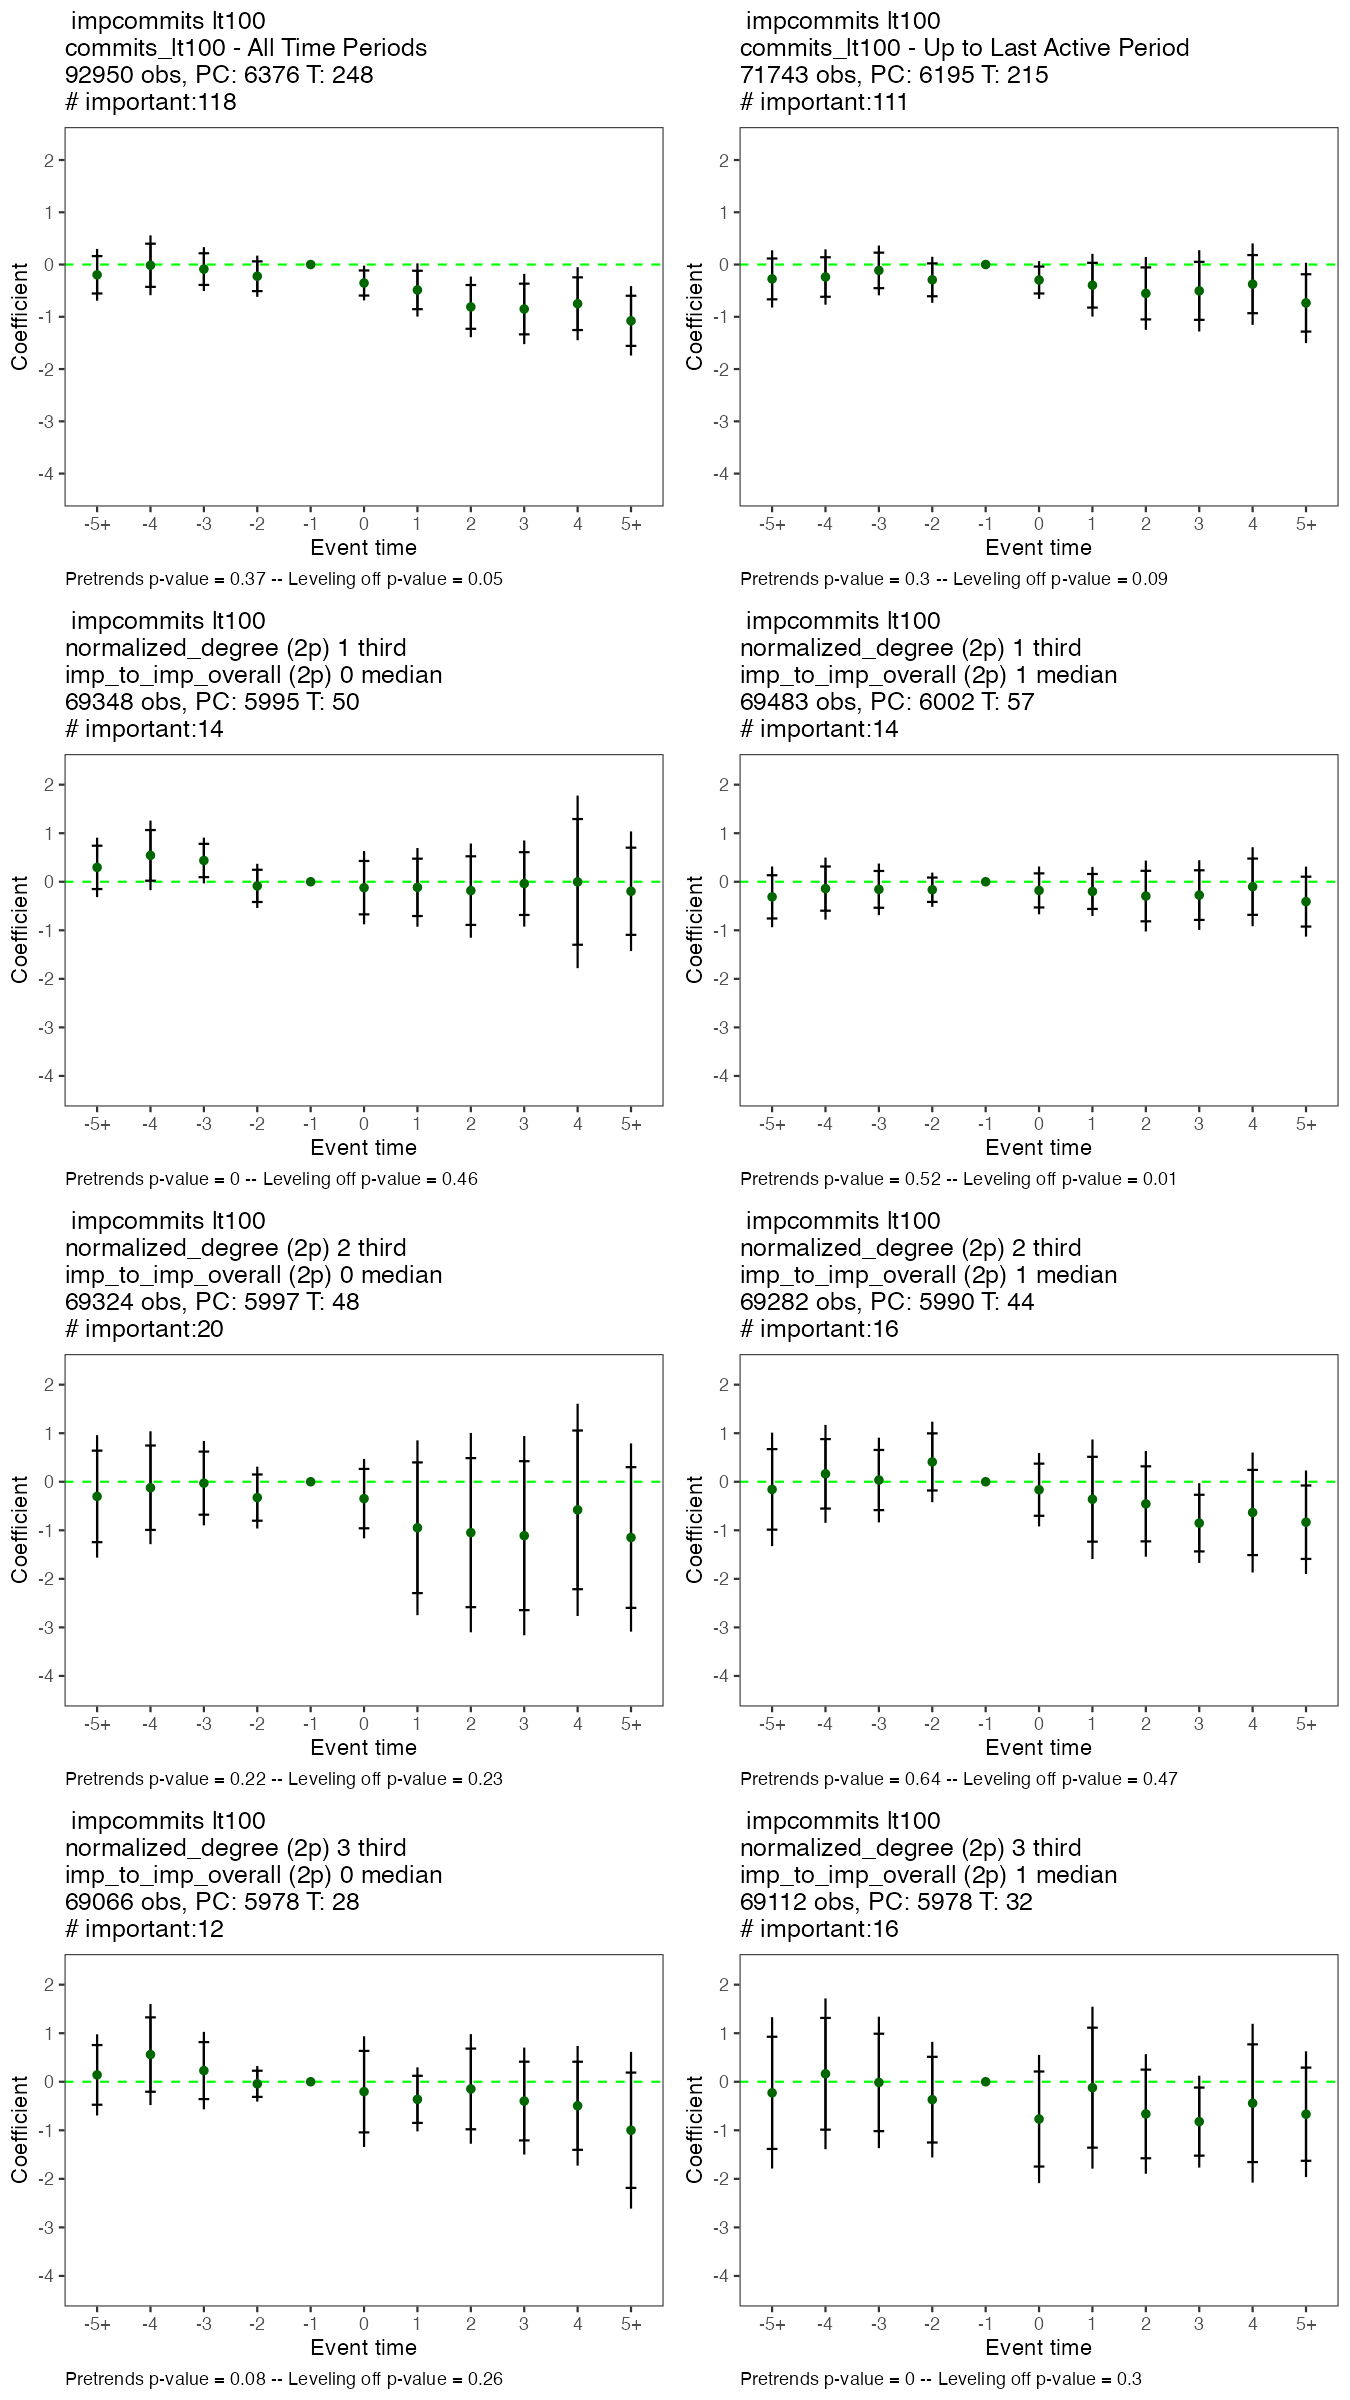 impcommits lt100
commits_lt100 - All Time Periods
92950 obs, PC: 6376 T: 248
# important:118
Coefficient
2
1
0
-1
-2
-3
-4
-5+ -4 -3 -2 -1 0 1 2 3 4 5+
Event time
Pretrends p-value = 0.37 -- Leveling off p-value = 0.05
impcommits lt100
commits_lt100 - Up to Last Active Period
71743 obs, PC: 6195 T: 215
# important:111
Coefficient
2
1
0
-1
-2
-3
-4
-5+ -4 -3 -2 -1 0 1 2 3 4 5+
Event time
Pretrends p-value = 0.3 -- Leveling off p-value = 0.09
impcommits lt100
normalized_degree (2p) 1 third
imp_to_imp_overall (2p) 0 median
69348 obs, PC: 5995 T: 50
# important:14
Coefficient
2
1
0
-1
-2
-3
-4
-5+ -4 -3 -2 -1 0 1 2 3 4 5+
Event time
Pretrends p-value = 0 -- Leveling off p-value = 0.46
impcommits lt100
normalized_degree (2p) 1 third
imp_to_imp_overall (2p) 1 median
69483 obs, PC: 6002 T: 57
# important:14
Coefficient
2
1
0
-1
-2
-3
-4
-5+ -4 -3 -2 -1 0 1 2 3 4 5+
Event time
Pretrends p-value = 0.52 -- Leveling off p-value = 0.01
impcommits lt100
normalized_degree (2p) 2 third
imp_to_imp_overall (2p) 0 median
69324 obs, PC: 5997 T: 48
# important:20
Coefficient
2
1
0
-1
-2
-3
-4
-5+ -4 -3 -2 -1 0 1 2 3 4 5+
Event time
Pretrends p-value = 0.22 -- Leveling off p-value = 0.23
impcommits lt100
normalized_degree (2p) 2 third
imp_to_imp_overall (2p) 1 median
69282 obs, PC: 5990 T: 44
# important:16
Coefficient
2
1
0
-1
-2
-3
-4
-5+ -4 -3 -2 -1 0 1 2 3 4 5+
Event time
Pretrends p-value = 0.64 -- Leveling off p-value = 0.47
impcommits lt100
normalized_degree (2p) 3 third
imp_to_imp_overall (2p) 0 median
69066 obs, PC: 5978 T: 28
# important:12
Coefficient
2
1
0
-1
-2
-3
-4
-5+ -4 -3 -2 -1 0 1 2 3 4 5+
Event time
Pretrends p-value = 0.08 -- Leveling off p-value = 0.26
impcommits lt100
normalized_degree (2p) 3 third
imp_to_imp_overall (2p) 1 median
69112 obs, PC: 5978 T: 32
# important:16
Coefficient
2
1
0
-1
-2
-3
-4
-5+ -4 -3 -2 -1 0 1 2 3 4 5+
Event time
Pretrends p-value = 0 -- Leveling off p-value = 0.3